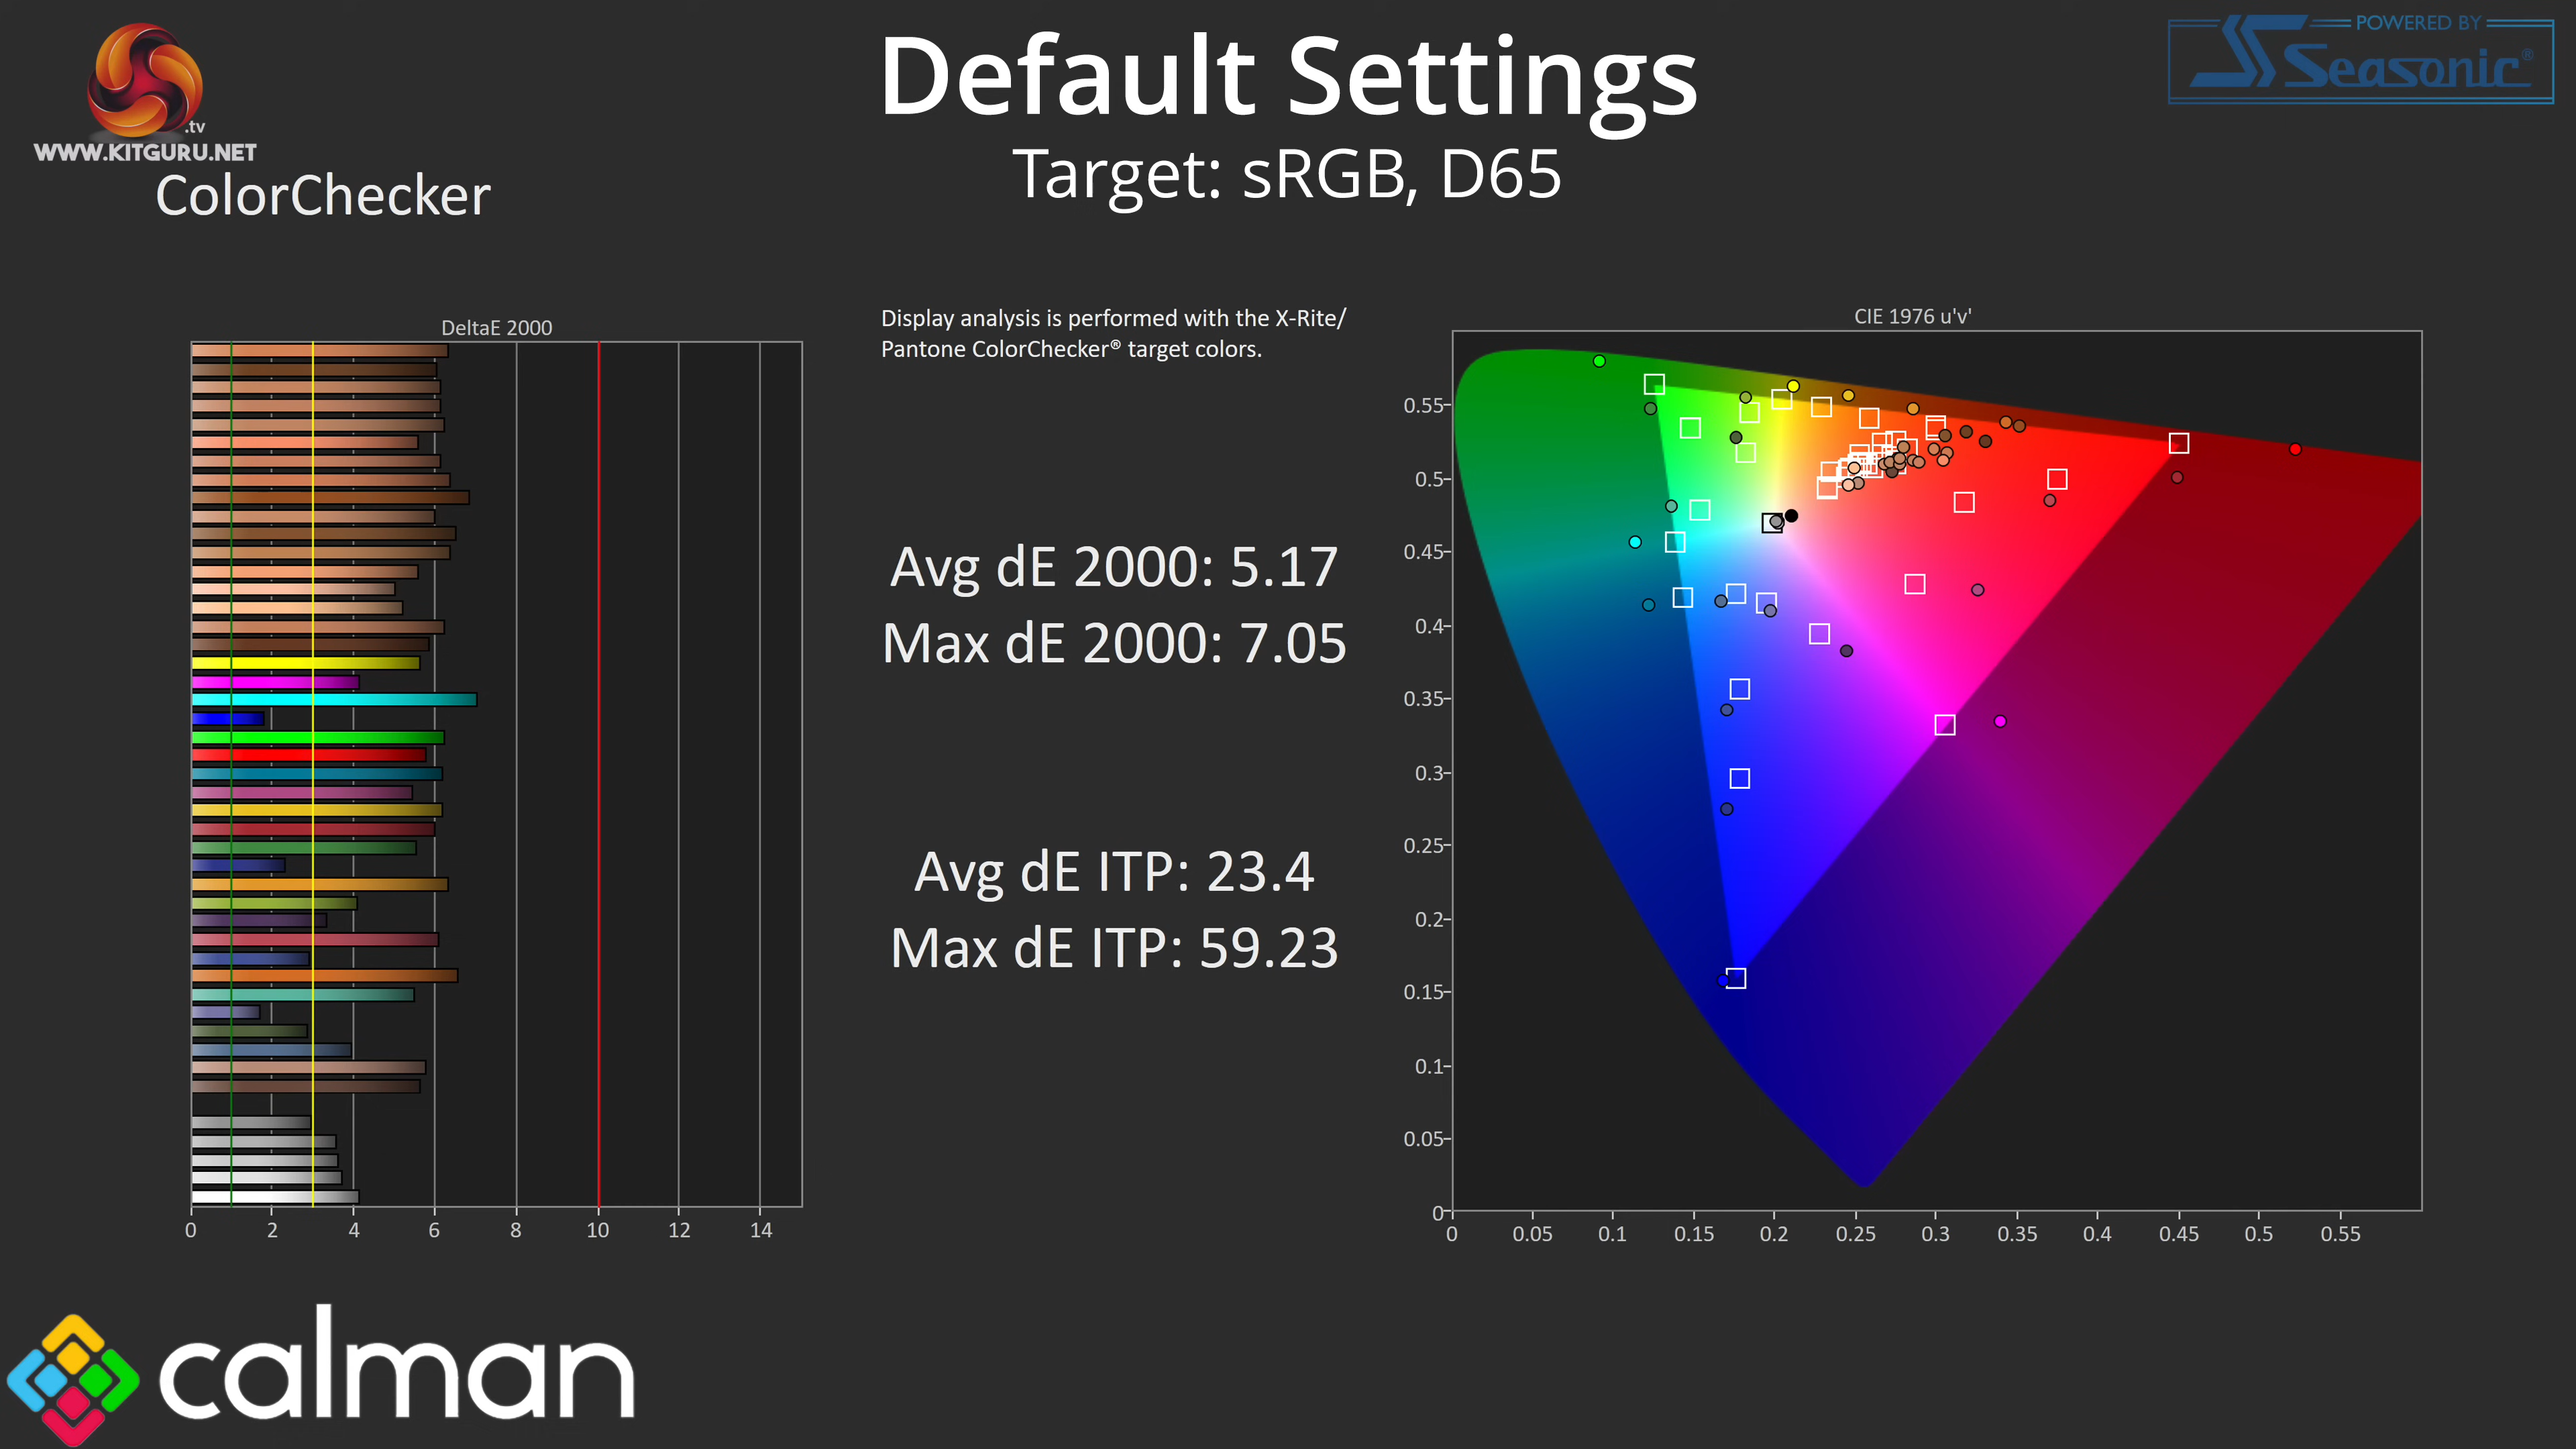 Default Settings
Target: sRGB, D65
POWERED BY
Seasonic®
.tv
WWW.KITGURU.NET
ColorChecker
DeltaE 2000
0 2 4 6 8 10 12 14
Display analysis is performed with the X-Rite/
Pantone ColorChecker® target colors.
Avg dE 2000: 5.17
Max dE 2000: 7.05
Avg dE ITP: 23.4
Max dE ITP: 59.23
CIE 1976 u'v'
0.55
0.5
0.45
0.4
0.35
0.3
0.25
0.2
0.15
0.1
0.05
0
0 0.05 0.1 0.15 0.2 0.25 0.3 0.35 0.4 0.45 0.5 0.55
calman